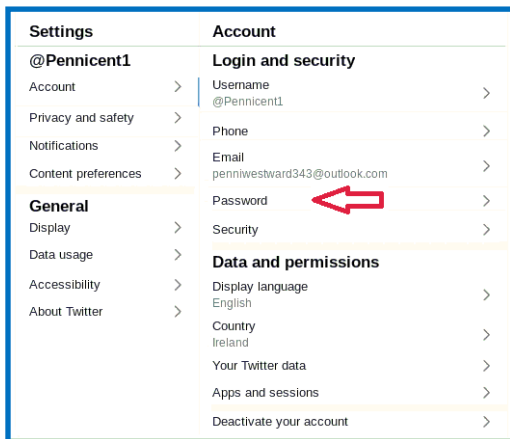 Settings
@Pennicent1
Account
Privacy and safety
Notifications
Content preferences
General
Display
Data usage
Accessibility
About Twitter
Account
Login and security
Username
@Pennicent1
Phone
Email
penniwestward343@outlook.com
Password
Security
Data and permissions
Display language
English
Country
Ireland
Your Twitter data
Apps and sessions
Deactivate your account